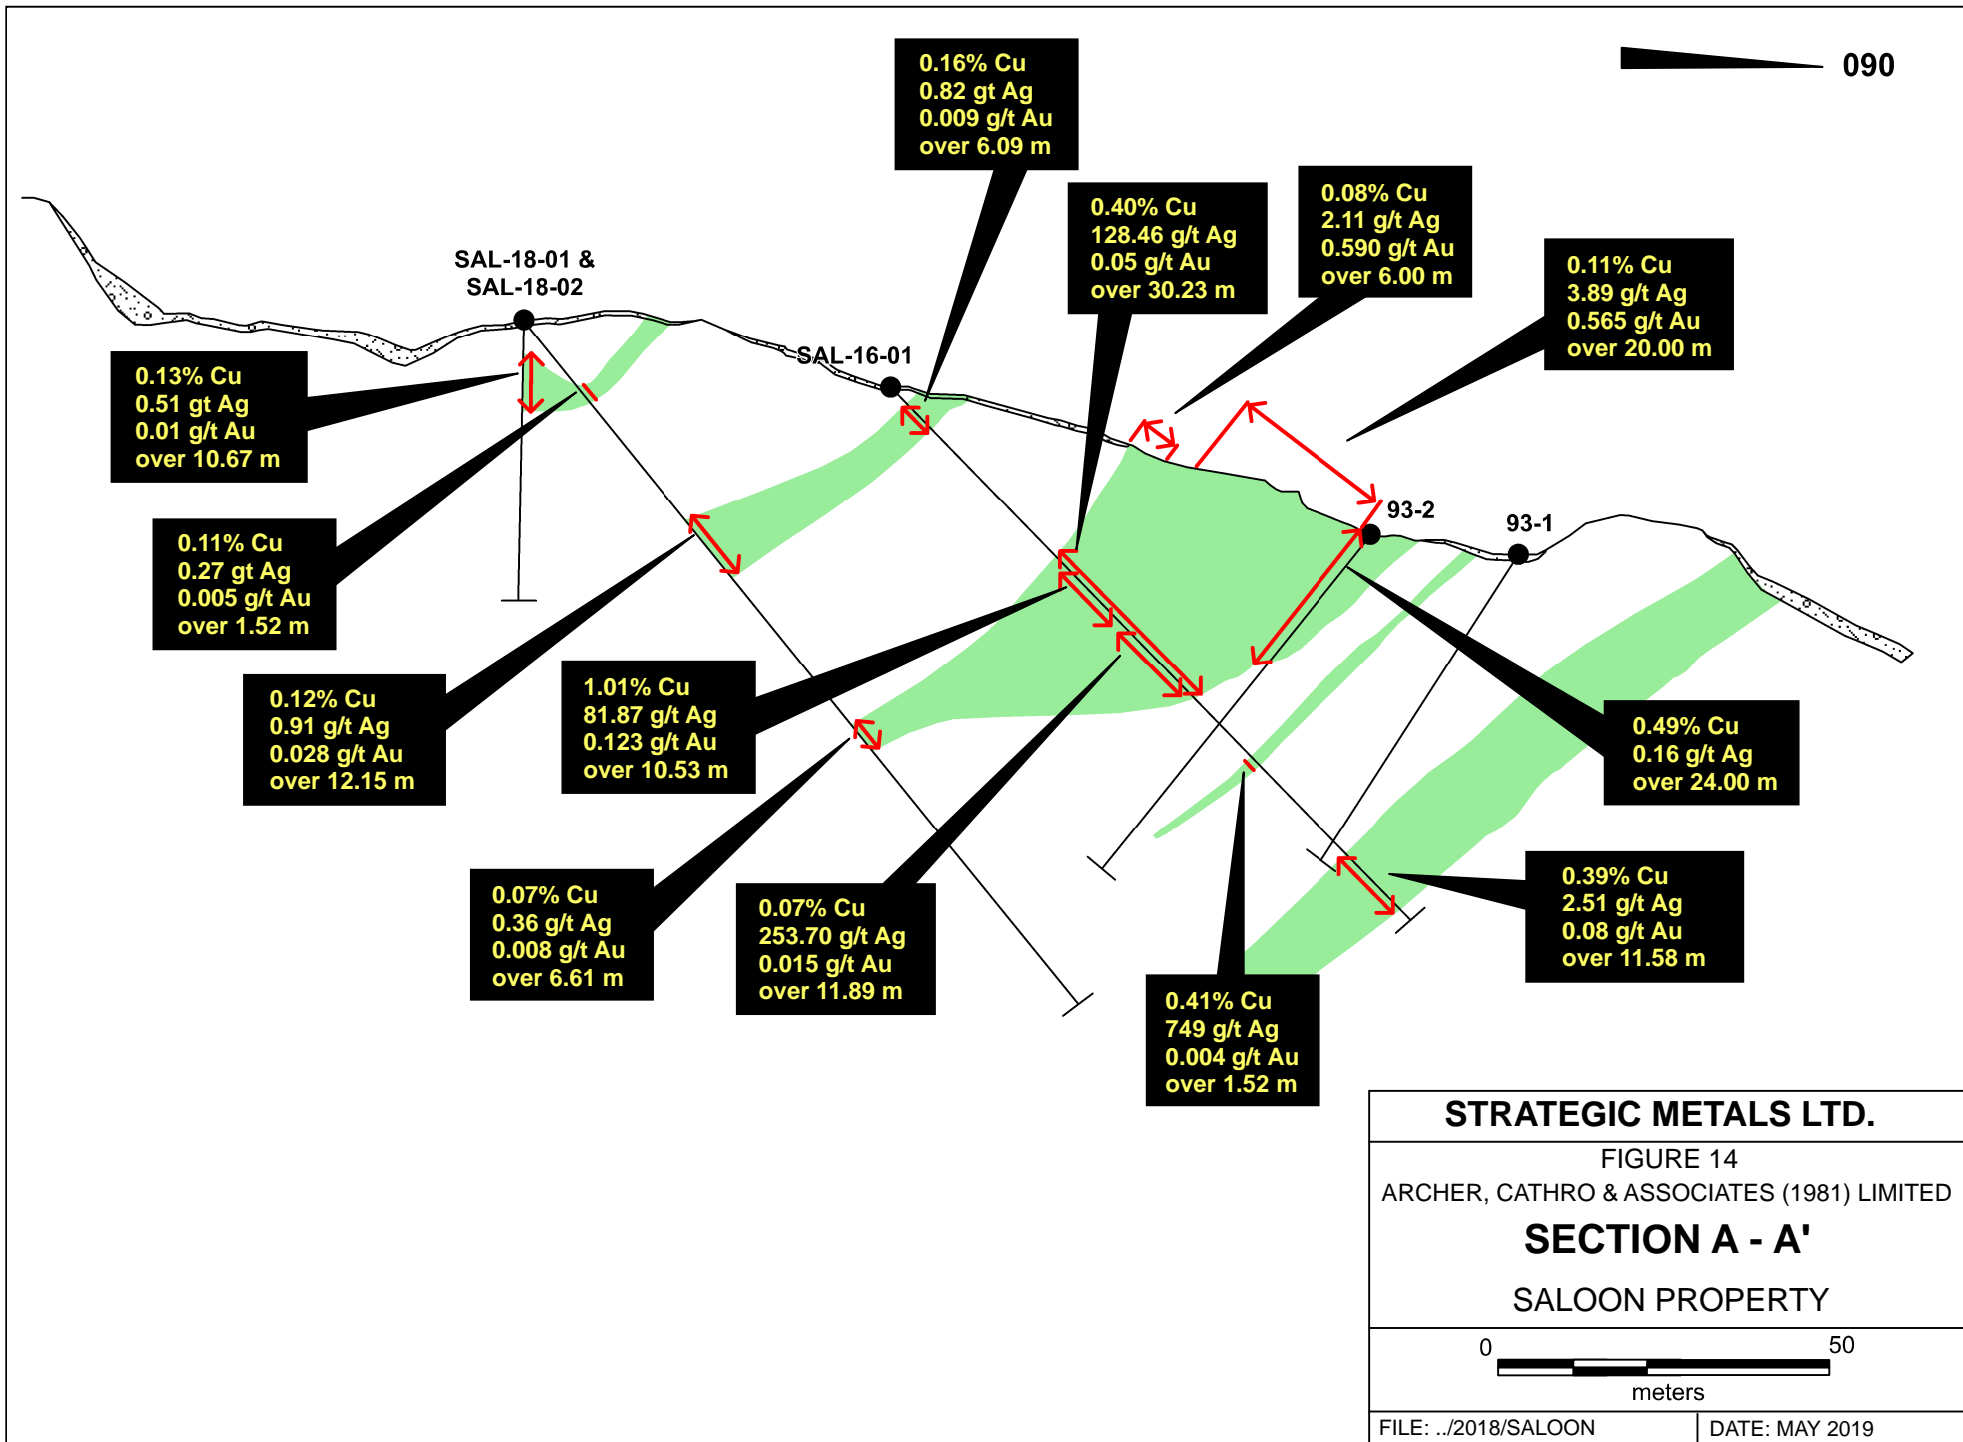 090
0.16% Cu
0.82 gt Ag
0.009 g/t Au
over 6.09 m
0.40% Cu
128.46 g/t Ag
0.05 g/t Au
over 30.23 m
0.08% Cu
2.11 g/t Ag
0.590 g/t Au
over 6.00 m
0.11% Cu
3.89 g/t Ag
0.565 g/t Au
over 20.00 m
SAL-18-01 &
SAL-18-02
SAL-16-01
93-2
93-1
0.13% Cu
0.51 gt Ag
0.01 g/t Au
over 10.67 m
0.11% Cu
0.27 gt Ag
0.005 g/t Au
over 1.52 m
0.12% Cu
0.91 g/t Ag
0.028 g/t Au
over 12.15 m
1.01% Cu
81.87 g/t Ag
0.123 g/t Au
over 10.53 m
0.49% Cu
0.16 g/t Ag
over 24.00 m
0.07% Cu
0.36 g/t Ag
0.008 g/t Au
over 6.61 m
0.07% Cu
253.70 g/t Ag
0.015 g/t Au
over 11.89 m
0.39% Cu
2.51 g/t Ag
0.08 g/t Au
over 11.58 m
0.41% Cu
749 g/t Ag
0.004 g/t Au
over 1.52 m
STRATEGIC METALS LTD.
FIGURE 14
ARCHER, CATHRO & ASSOCIATES (1981) LIMITED
SECTION A - A'
SALOON PROPERTY
0 50
meters
FILE: ../2018/SALOON DATE: MAY 2019